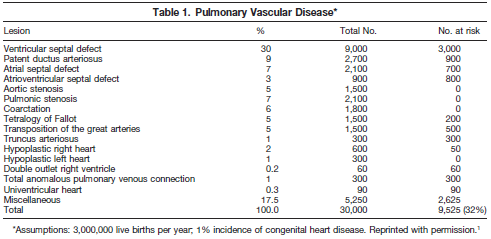 Table 1. Pulmonary Vascular Disease*
Lesion % Total No. No. at risk
Ventricular septal defect 30 9,000 3,000
Patent ductus arteriosus 9 2,700 900
Atrial septal defect 7 2,100 700
Atrioventricular septal defect 3 900 800
Aortic stenosis 5 1,500 0
Pulmonic stenosis 7 2,100 0
Coarctation 6 1,800 0
Tetralogy of Fallot 5 1,500 200
Transposition of the great arteries 5 1,500 500
Truncus arteriosus 1 300 300
Hypoplastic right heart 2 600 50
Hypoplastic left heart 1 300 0
Double outlet right ventricle 0.2 60 60
Total anomalous pulmonary venous connection 1 300 300
Univentricular heart 0.3 90 90
Miscellaneous 17.5 5,250 2,625
Total 100.0 30,000 9,525 (32%)
*Assumptions: 3,000,000 live births per year; 1% incidence of congenital heart disease. Reprinted with permission.¹